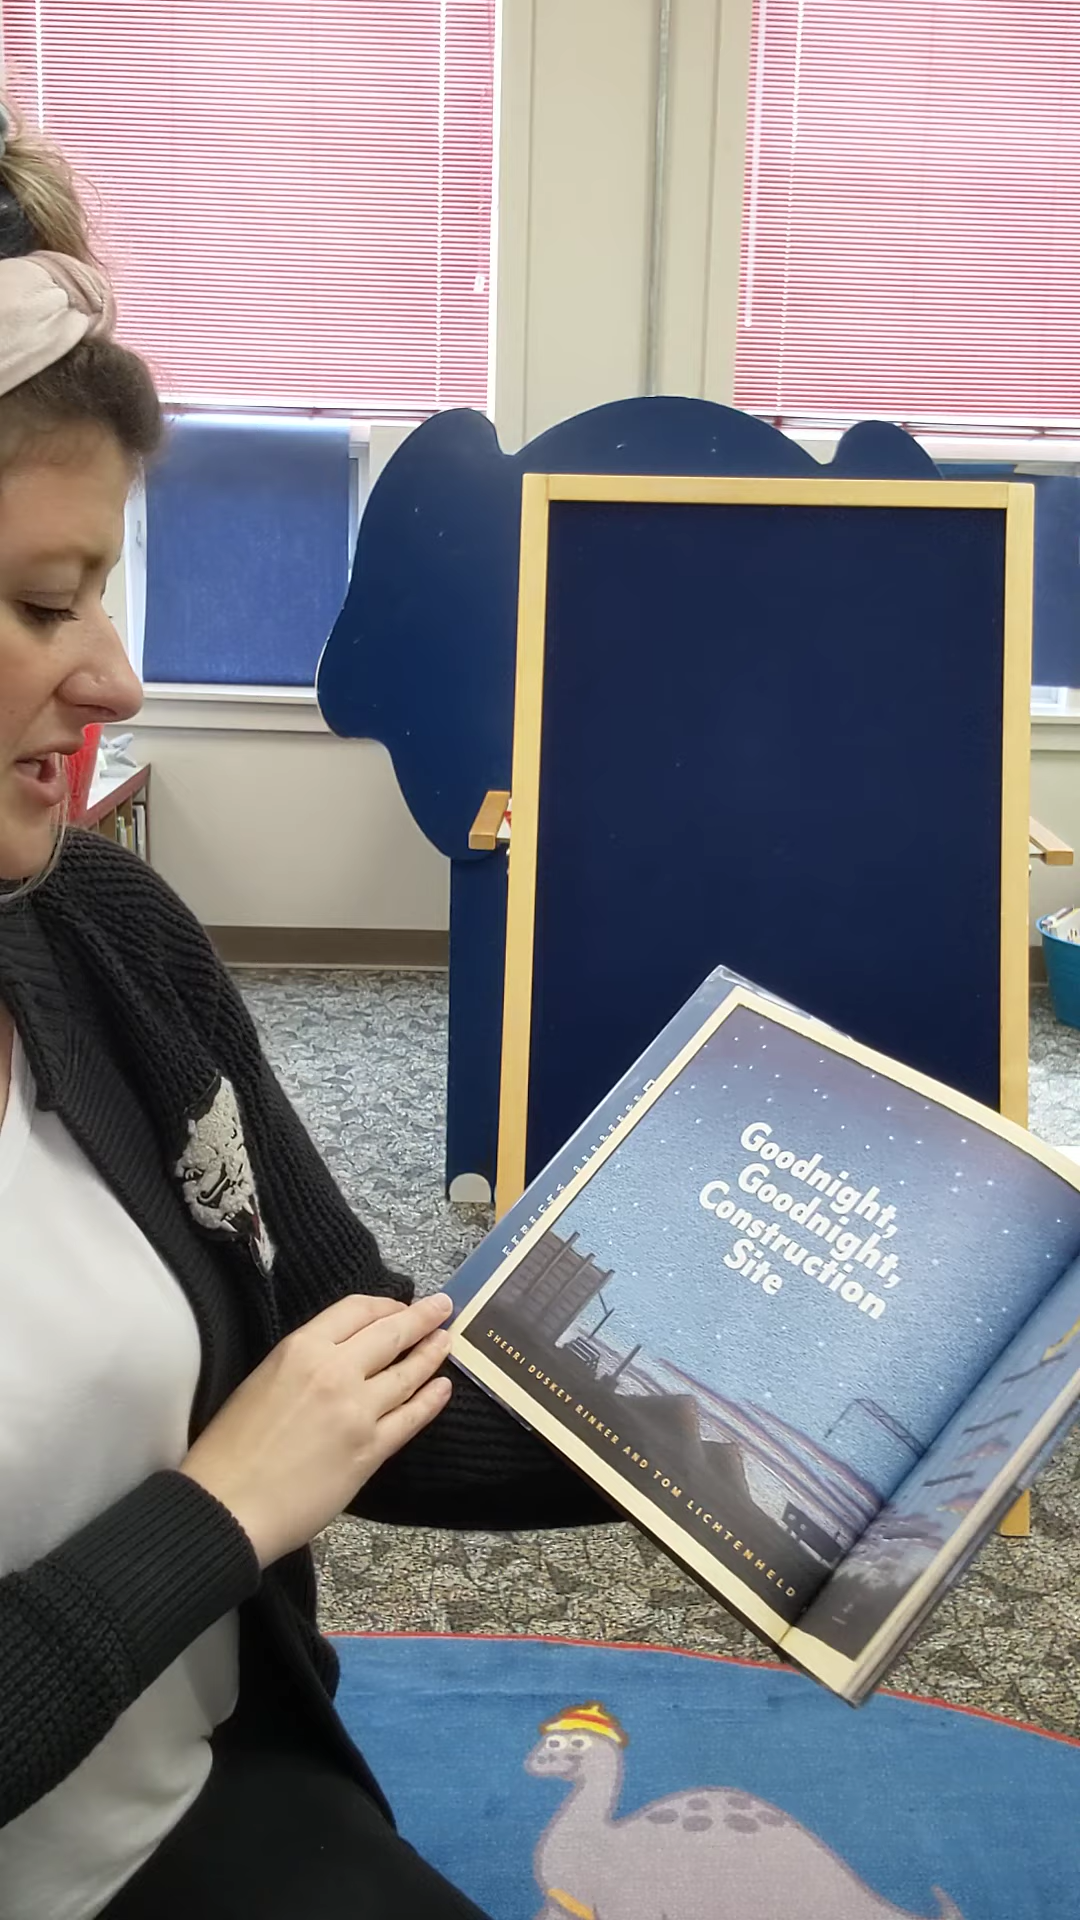 Goodnight,
Goodnight,
Construction
Site
SHERRI DUSKEY RINKER AND TOM LICHTENHELD